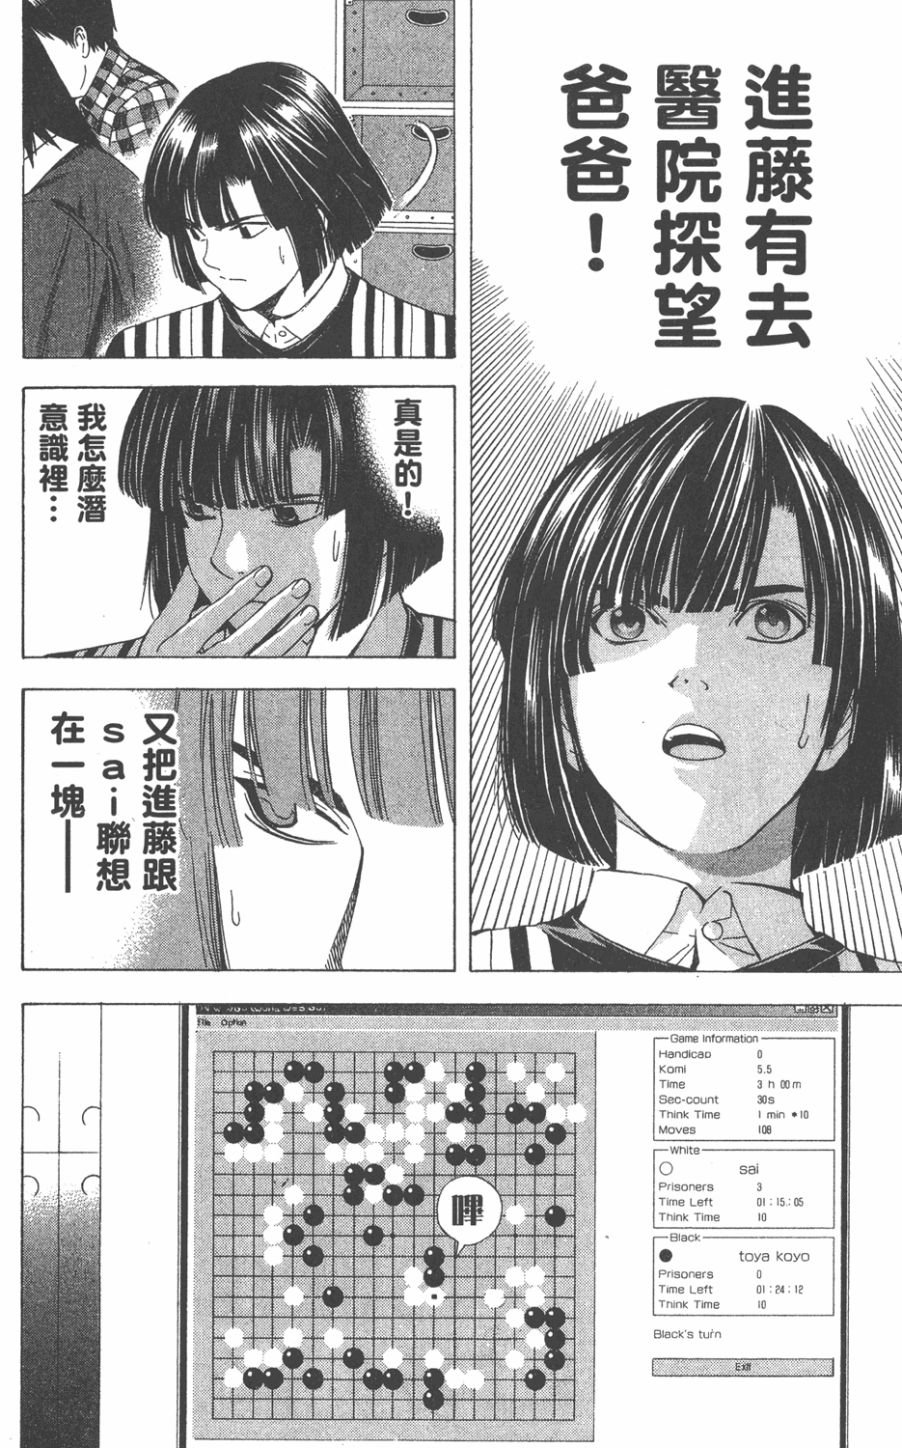 進藤有去
醫院探望
爸爸！
真是的！
我怎麼潛
意識裡…
又把進藤跟
sai聯想
在一塊——
File Option
嗶
Game Information
Handicap 0
Komi 5.5
Time 3 h 00 m
Sec-count 30s
Think Time 1 min *10
Moves 108
White
sai
Prisoners 3
Time Left 01:15:05
Think Time 10
Black
toya koyo
Prisoners 0
Time Left 01:24:12
Think Time 10
Black's turn
Exit